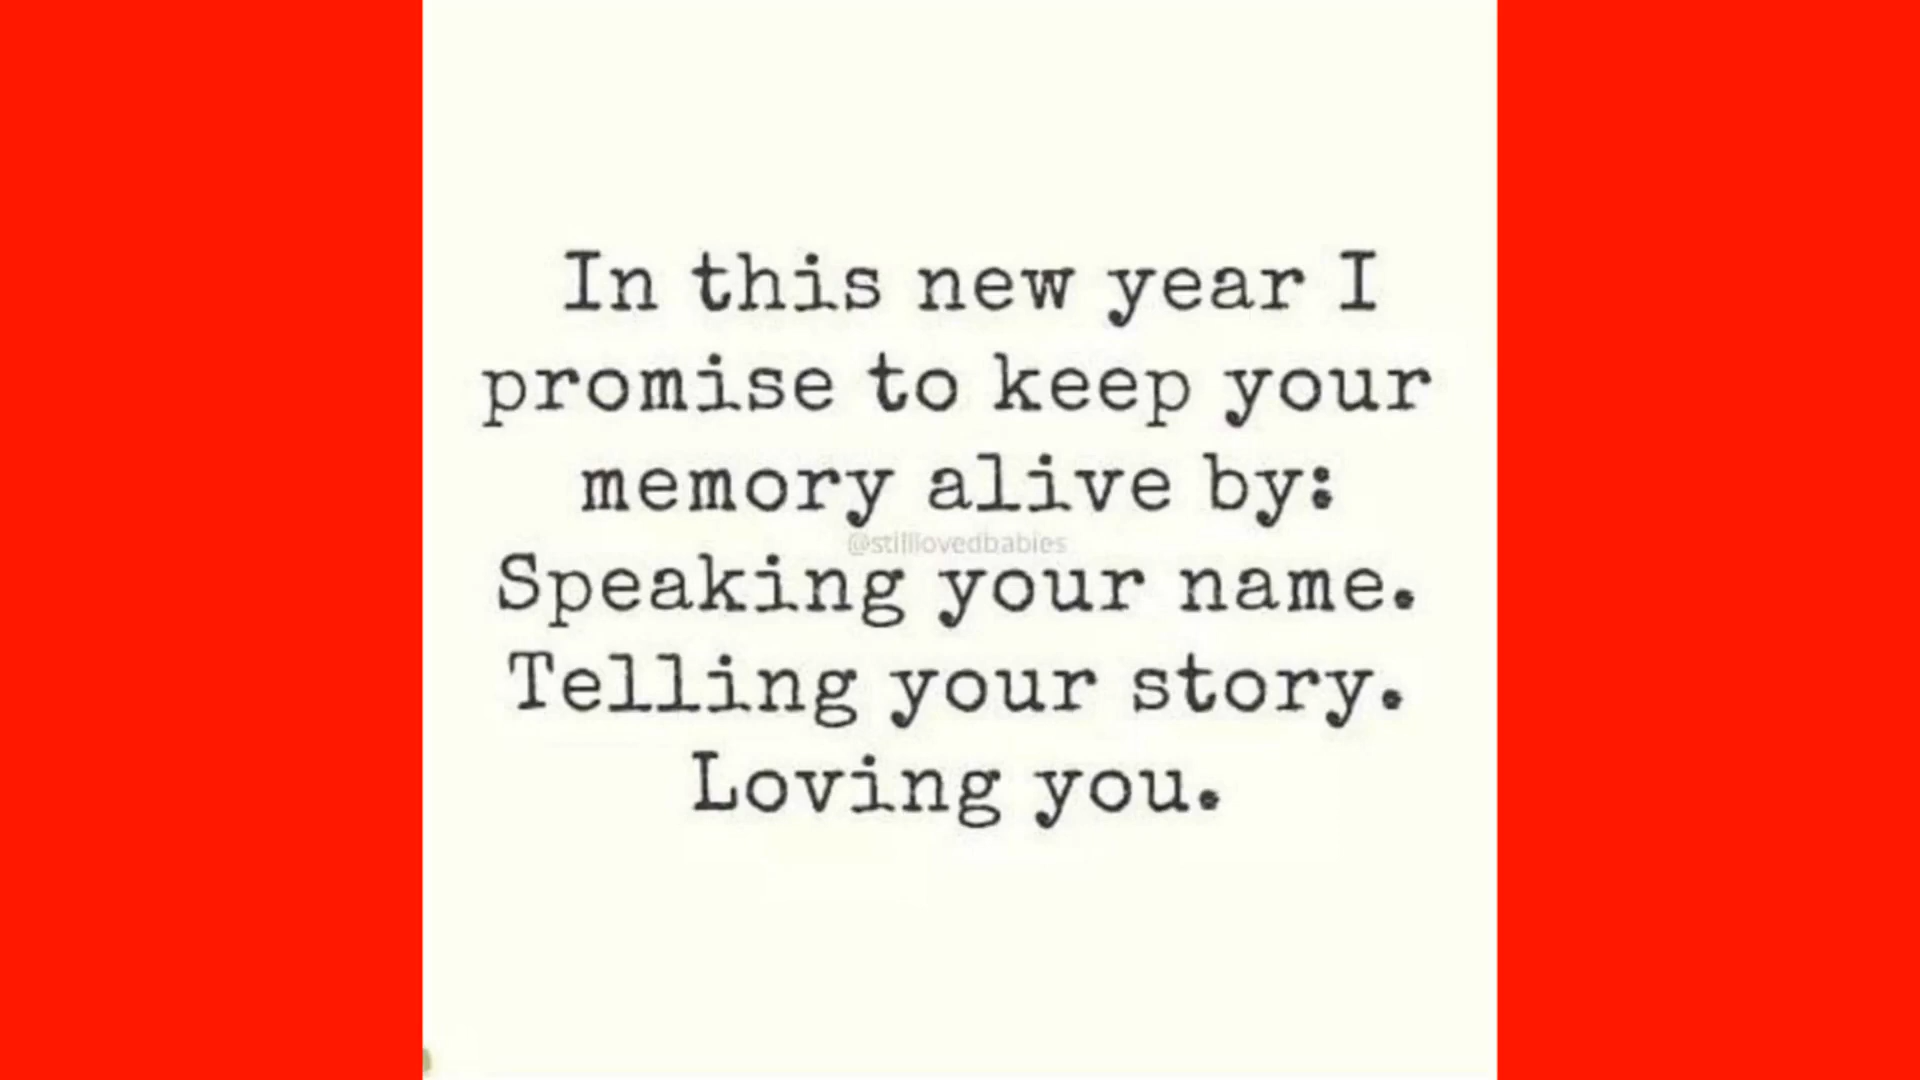 In this new year I
promise to keep your
memory alive by:
@stilllovedbabies
Speaking your name.
Telling your story.
Loving you.